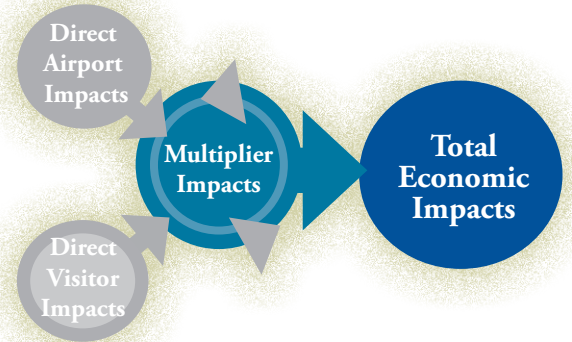 Direct
Airport
Impacts
Multiplier
Impacts
Total
Economic
Impacts
Direct
Visitor
Impacts